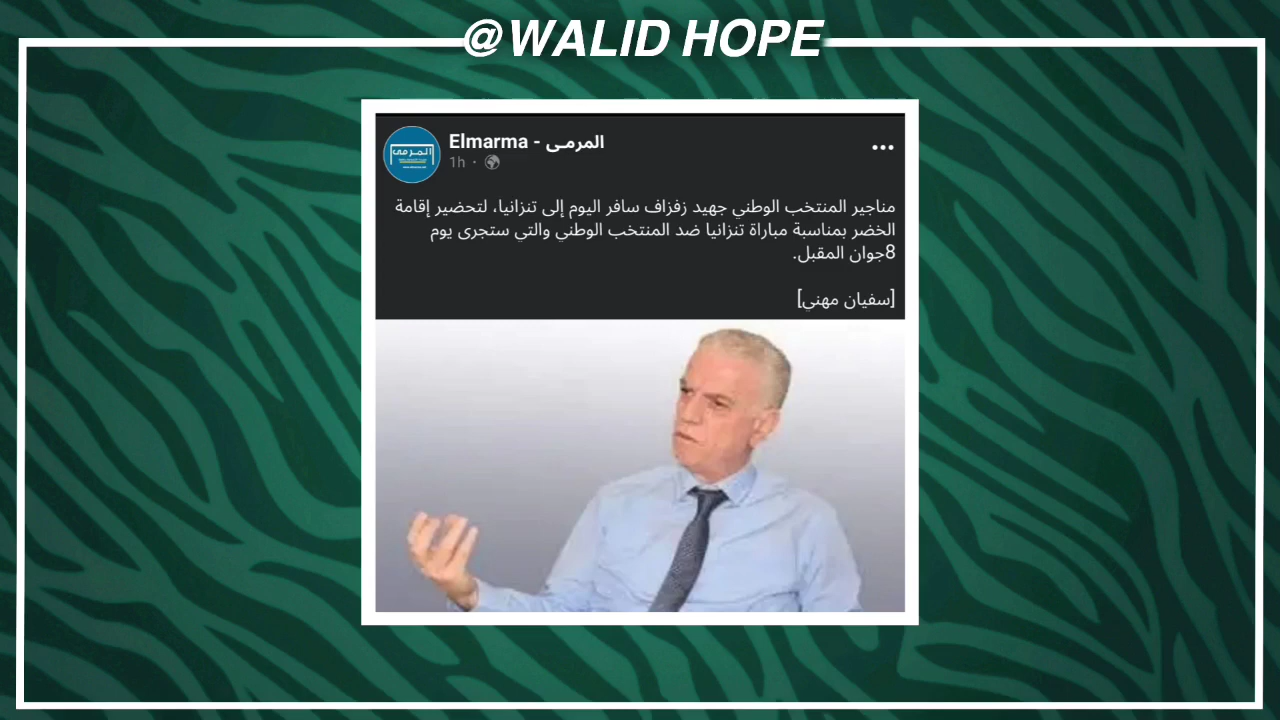 @WALID HOPE
Elmarma - المرمى
المرمى
1h ·
مناجير المنتخب الوطني جهيد زفزاف سافر اليوم إلى تنزانيا، لتحضير إقامة
الخضر بمناسبة مباراة تنزانيا ضد المنتخب الوطني والتي ستجرى يوم
8جوان المقبل.
[سفيان مهني]